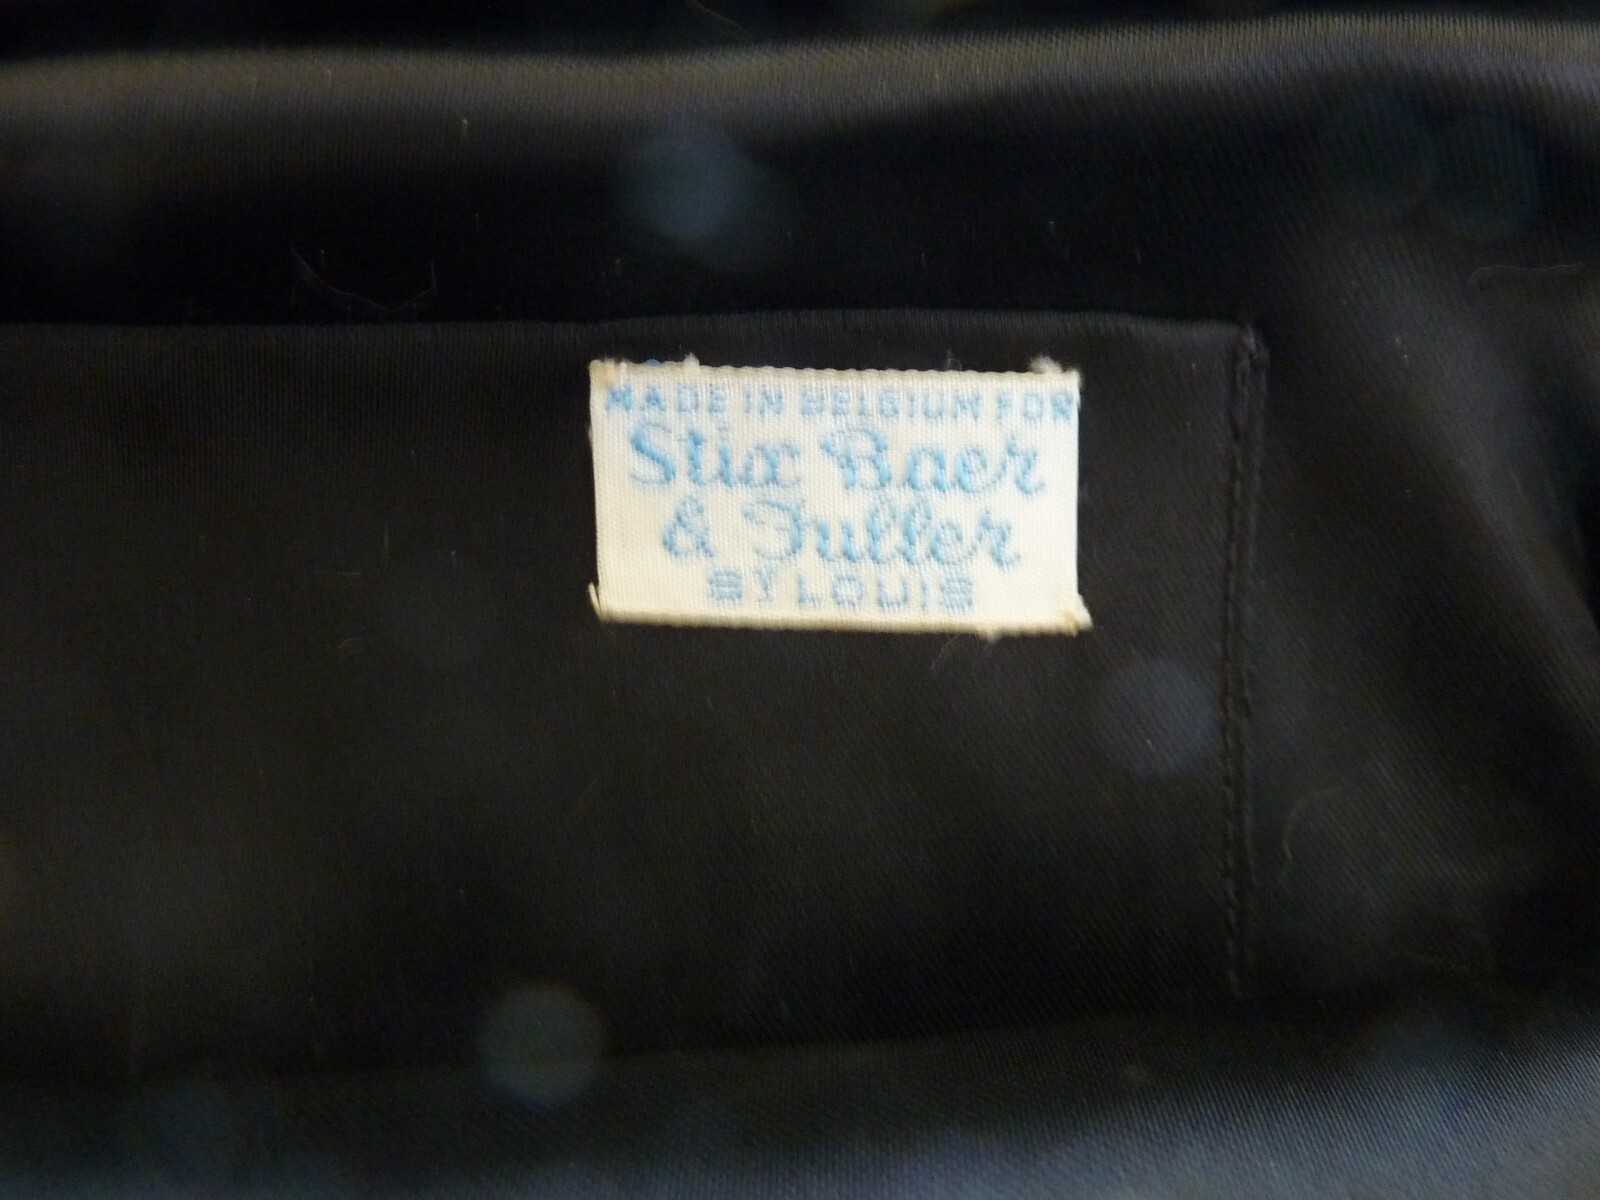 MADE IN BELGIUM FOR
Stix Baer
& Fuller
ST LOUIS